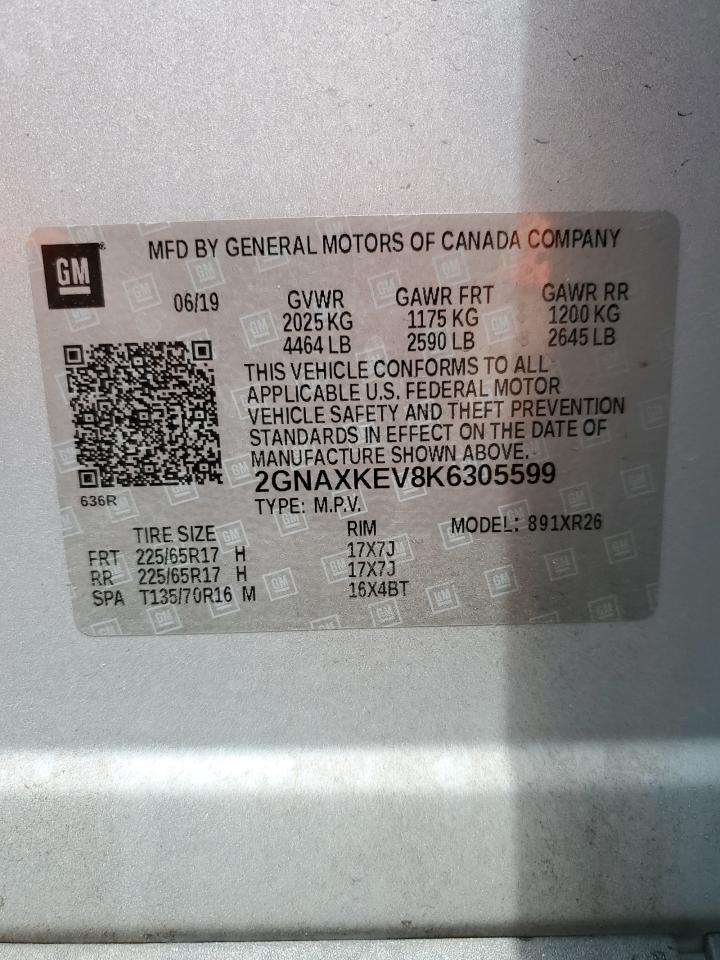 GM
MFD BY GENERAL MOTORS OF CANADA COMPANY
06/19 GVWR GAWR FRT GAWR RR
2025 KG 1175 KG 1200 KG
4464 LB 2590 LB 2645 LB
THIS VEHICLE CONFORMS TO ALL
APPLICABLE U.S. FEDERAL MOTOR
VEHICLE SAFETY AND THEFT PREVENTION
STANDARDS IN EFFECT ON THE DATE OF
MANUFACTURE SHOWN ABOVE.
2GNAXKEV8K6305599
636R
TYPE: M.P.V.
TIRE SIZE RIM MODEL: 891XR26
FRT 225/65R17 H 17X7J
RR 225/65R17 H 17X7J
SPA T135/70R16 M 16X4BT